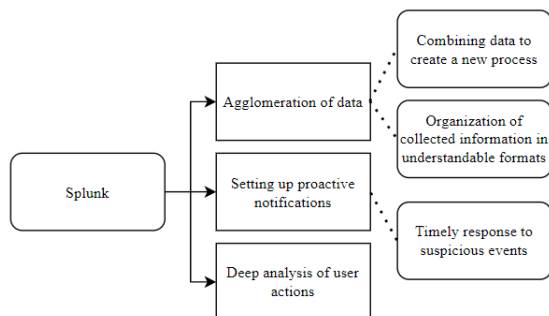 Combining data to
create a new process
Agglomeration of data
Organization of
collected information in
understandable formats
Splunk
Setting up proactive
notifications
Timely response to
suspicious events
Deep analysis of user
actions